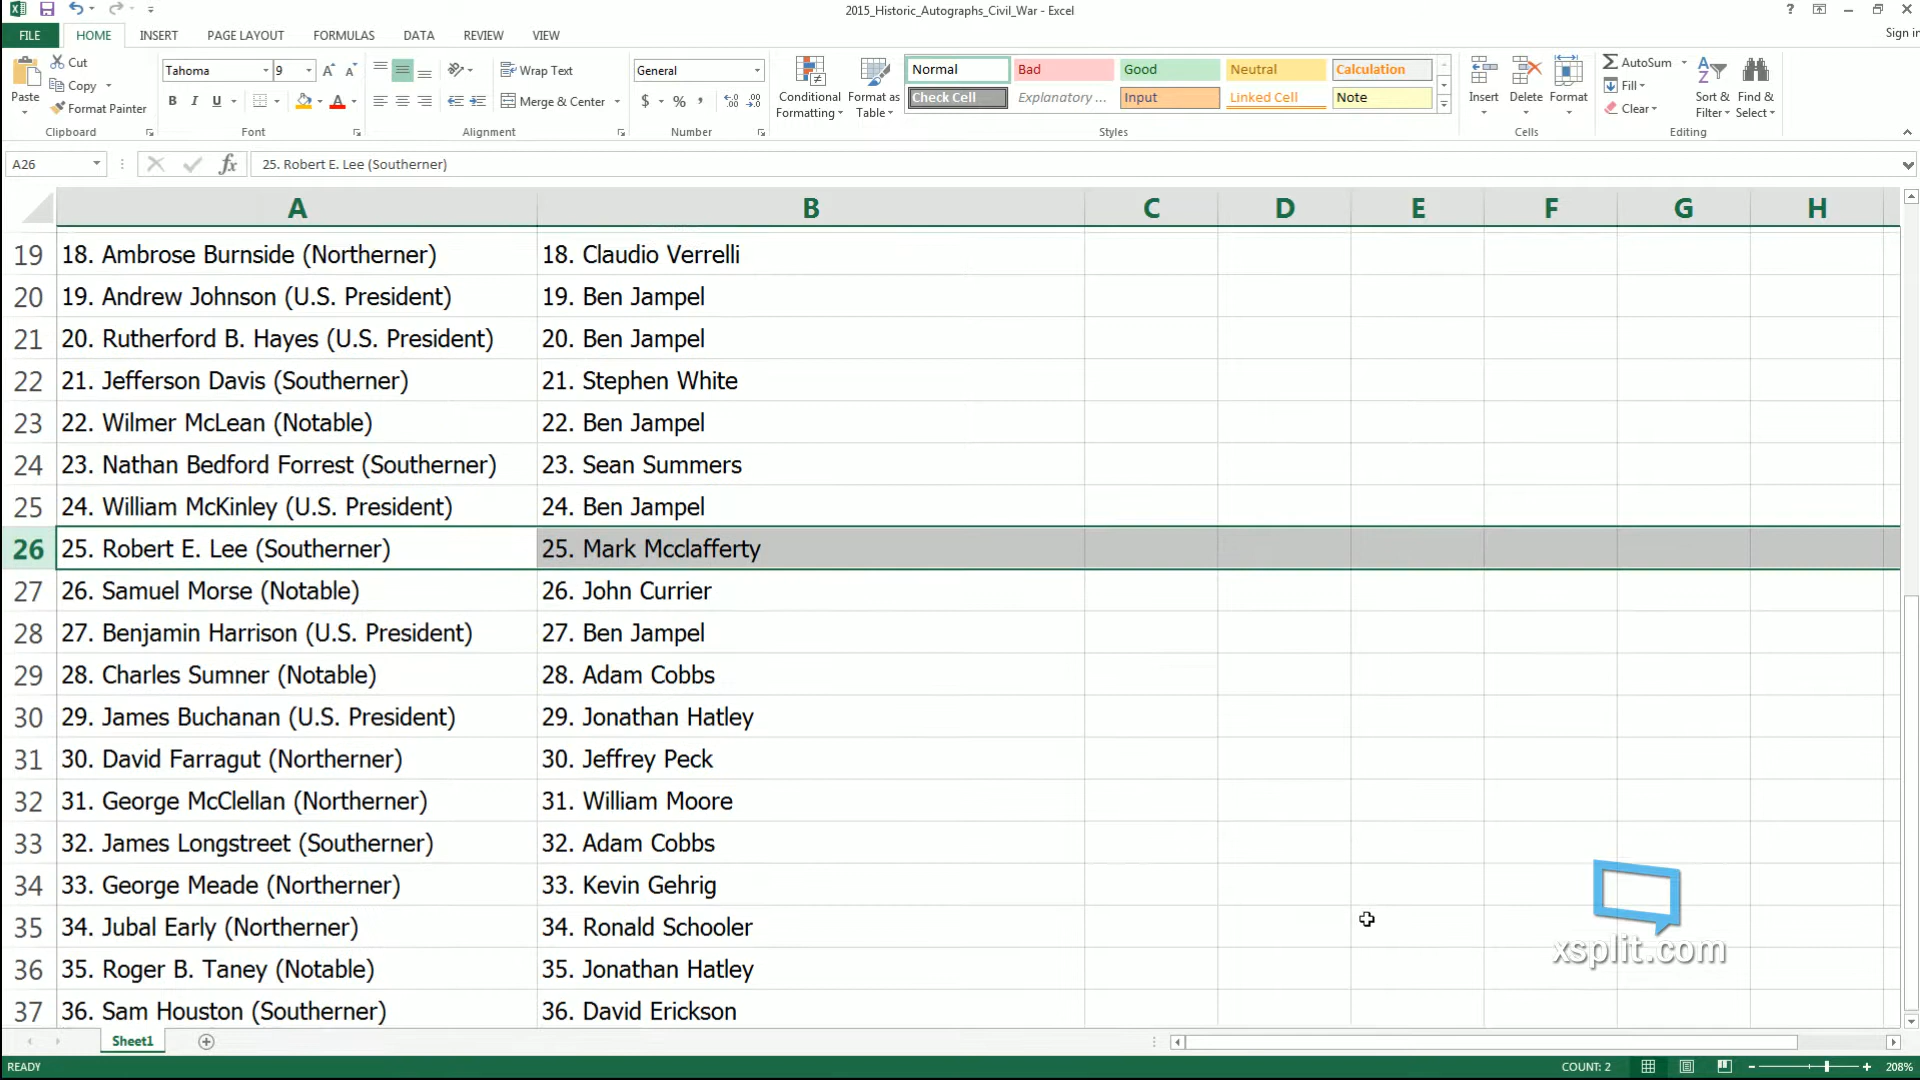 2015_Historic_Autographs_Civil_War - Excel
?
Sign in
FILE HOME INSERT PAGE LAYOUT FORMULAS DATA REVIEW VIEW
Paste
Cut
Copy
Format Painter
Clipboard
Tahoma 9
B I U
Font
Wrap Text
Merge & Center
Alignment
General
$ % ,
Number
Conditional Formatting
Format as Table
Normal Bad Good Neutral Calculation
Check Cell Explanatory ... Input Linked Cell Note
Styles
Insert Delete Format
Cells
AutoSum
Fill
Clear
Sort & Filter
Find & Select
Editing
A26 fx 25. Robert E. Lee (Southerner)
A B C D E F G H
19 18. Ambrose Burnside (Northerner) 18. Claudio Verrelli
20 19. Andrew Johnson (U.S. President) 19. Ben Jampel
21 20. Rutherford B. Hayes (U.S. President) 20. Ben Jampel
22 21. Jefferson Davis (Southerner) 21. Stephen White
23 22. Wilmer McLean (Notable) 22. Ben Jampel
24 23. Nathan Bedford Forrest (Southerner) 23. Sean Summers
25 24. William McKinley (U.S. President) 24. Ben Jampel
26 25. Robert E. Lee (Southerner) 25. Mark Mcclafferty
27 26. Samuel Morse (Notable) 26. John Currier
28 27. Benjamin Harrison (U.S. President) 27. Ben Jampel
29 28. Charles Sumner (Notable) 28. Adam Cobbs
30 29. James Buchanan (U.S. President) 29. Jonathan Hatley
31 30. David Farragut (Northerner) 30. Jeffrey Peck
32 31. George McClellan (Northerner) 31. William Moore
33 32. James Longstreet (Southerner) 32. Adam Cobbs
34 33. George Meade (Northerner) 33. Kevin Gehrig
35 34. Jubal Early (Northerner) 34. Ronald Schooler
36 35. Roger B. Taney (Notable) 35. Jonathan Hatley
37 36. Sam Houston (Southerner) 36. David Erickson
xsplit.com
Sheet1
READY COUNT: 2 208%